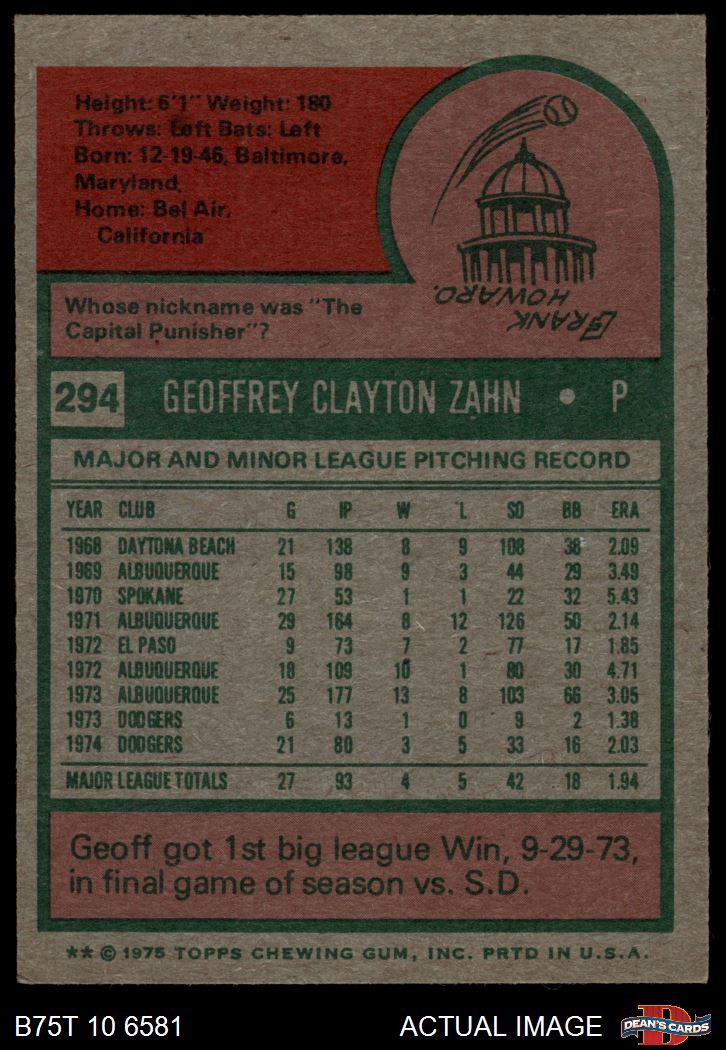 Height: 6'1" Weight: 180
Throws: Left Bats: Left
Born: 12-19-46, Baltimore,
Maryland,
Home: Bel Air,
California
Whose nickname was "The
Capital Punisher"?
FRANK
HOWARD.
294 GEOFFREY CLAYTON ZAHN • P
MAJOR AND MINOR LEAGUE PITCHING RECORD
YEAR CLUB G IP W L SO BB ERA
1968 DAYTONA BEACH 21 138 8 9 108 38 2.09
1969 ALBUQUERQUE 15 98 9 3 44 29 3.49
1970 SPOKANE 27 53 1 1 22 32 5.43
1971 ALBUQUERQUE 29 164 8 12 126 50 2.14
1972 EL PASO 9 73 7 2 77 17 1.85
1972 ALBUQUERQUE 18 109 10 1 80 30 4.71
1973 ALBUQUERQUE 25 177 13 8 103 66 3.05
1973 DODGERS 6 13 1 0 9 2 1.38
1974 DODGERS 21 80 3 5 33 16 2.03
MAJOR LEAGUE TOTALS 27 93 4 5 42 18 1.94
Geoff got 1st big league Win, 9-29-73,
in final game of season vs. S.D.
** © 1975 TOPPS CHEWING GUM, INC. PRTD IN U.S.A.
B75T 10 6581 ACTUAL IMAGE DEAN'S CARDS